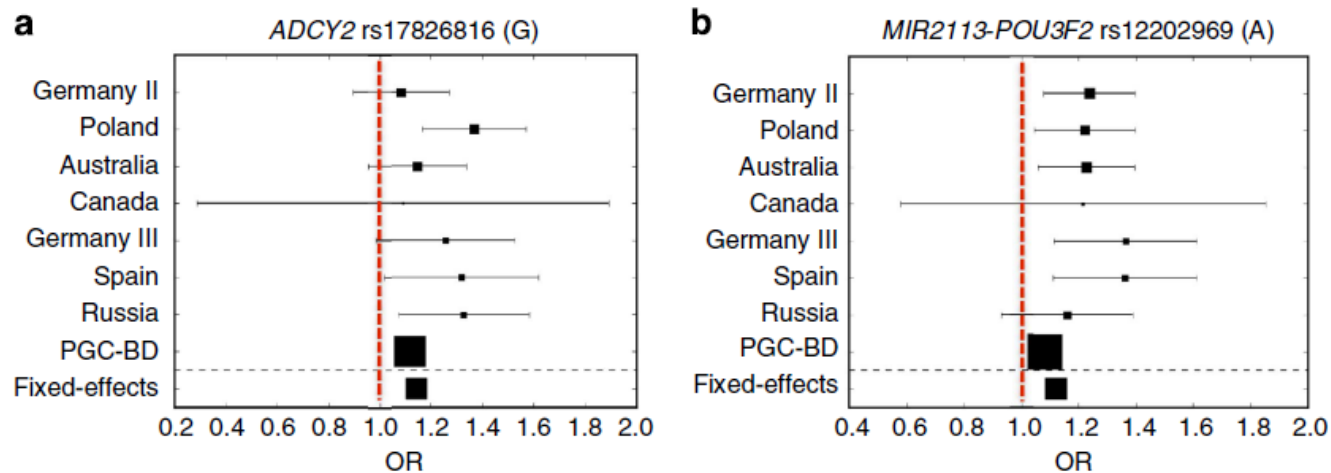 a
ADCY2 rs17826816 (G)
Germany II
Poland
Australia
Canada
Germany III
Spain
Russia
PGC-BD
Fixed-effects
0.2 0.4 0.6 0.8 1.0 1.2 1.4 1.6 1.8 2.0
OR
b
MIR2113-POU3F2 rs12202969 (A)
Germany II
Poland
Australia
Canada
Germany III
Spain
Russia
PGC-BD
Fixed-effects
0.4 0.6 0.8 1.0 1.2 1.4 1.6 1.8 2.0
OR